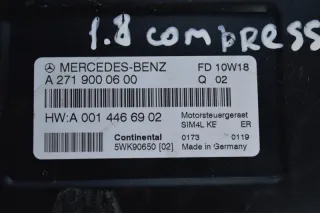 1.8 compress
MERCEDES-BENZ FD 10W18
A 271 900 06 00 Q 02
HW:A 001 446 69 02 Motorsteuergeraet
SIM4L KE ER
Continental 0173 0119
5WK90650 [02] Made in Germany